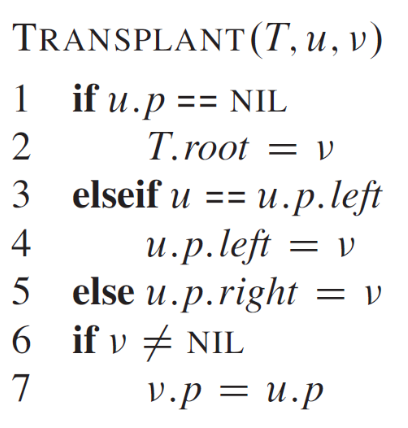 TRANSPLANT(T, u, v)
1 if u.p == NIL
2 T.root = v
3 elseif u == u.p.left
4 u.p.left = v
5 else u.p.right = v
6 if v ≠ NIL
7 v.p = u.p